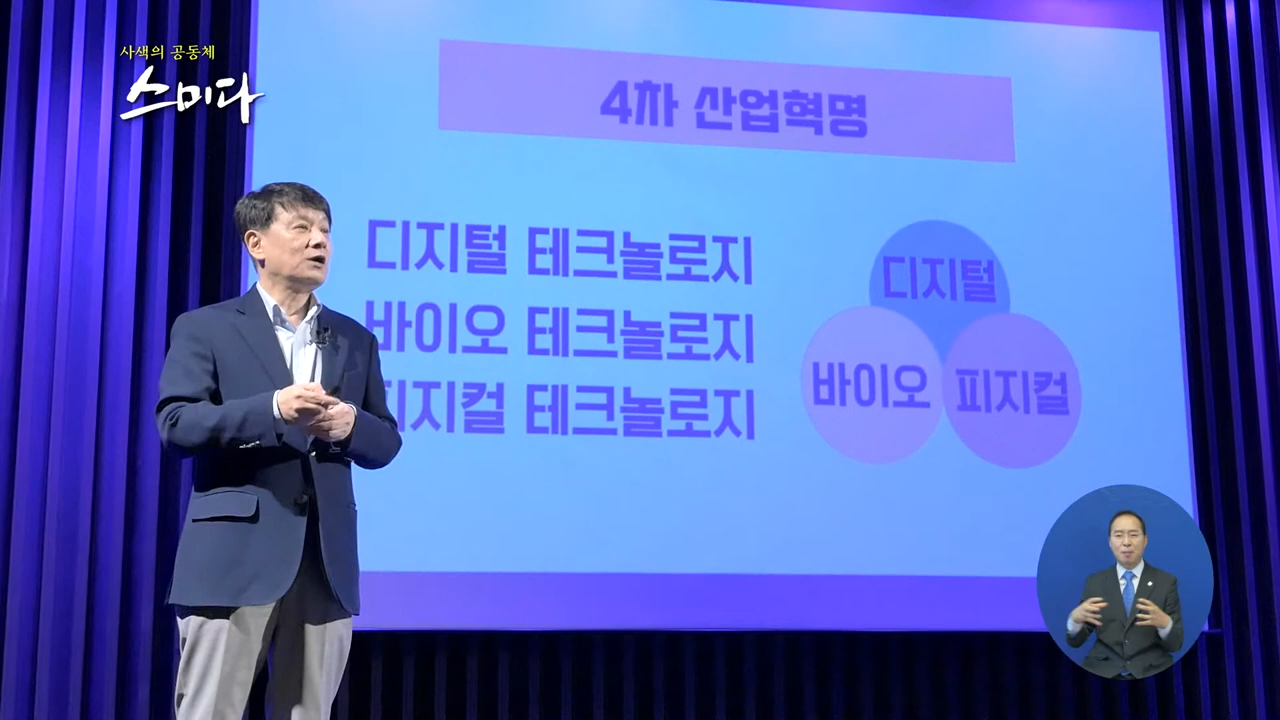 사색의 공동체
스미다
4차 산업혁명
디지털 테크놀로지
바이오 테크놀로지
피지컬 테크놀로지
디지털
바이오
피지컬